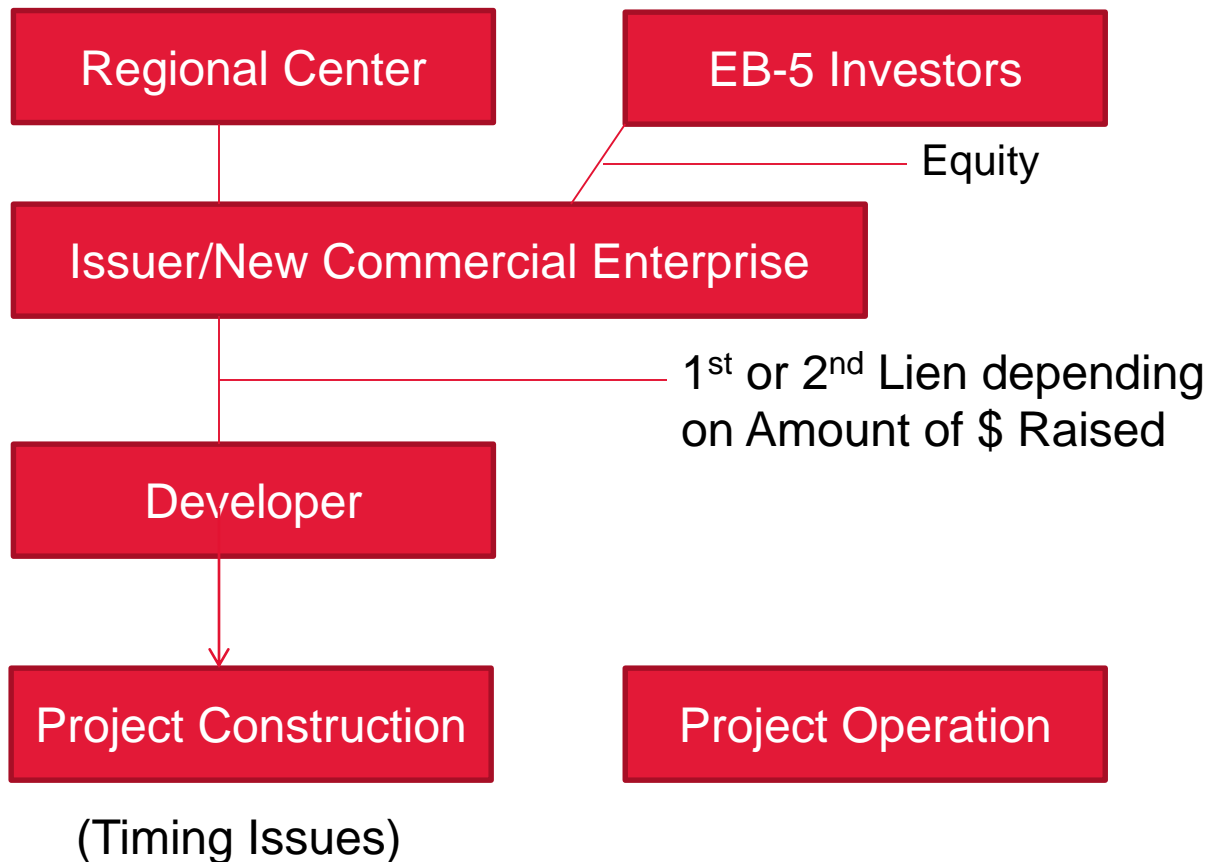 Regional Center
EB-5 Investors
Equity
Issuer/New Commercial Enterprise
1st or 2nd Lien depending
on Amount of $ Raised
Developer
Project Construction
Project Operation
(Timing Issues)